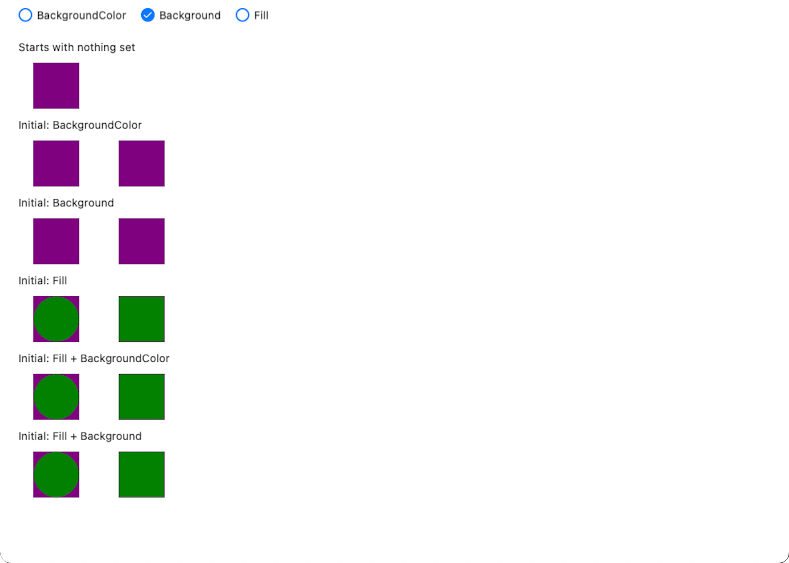 BackgroundColor Background Fill
Starts with nothing set
Initial: BackgroundColor
Initial: Background
Initial: Fill
Initial: Fill + BackgroundColor
Initial: Fill + Background